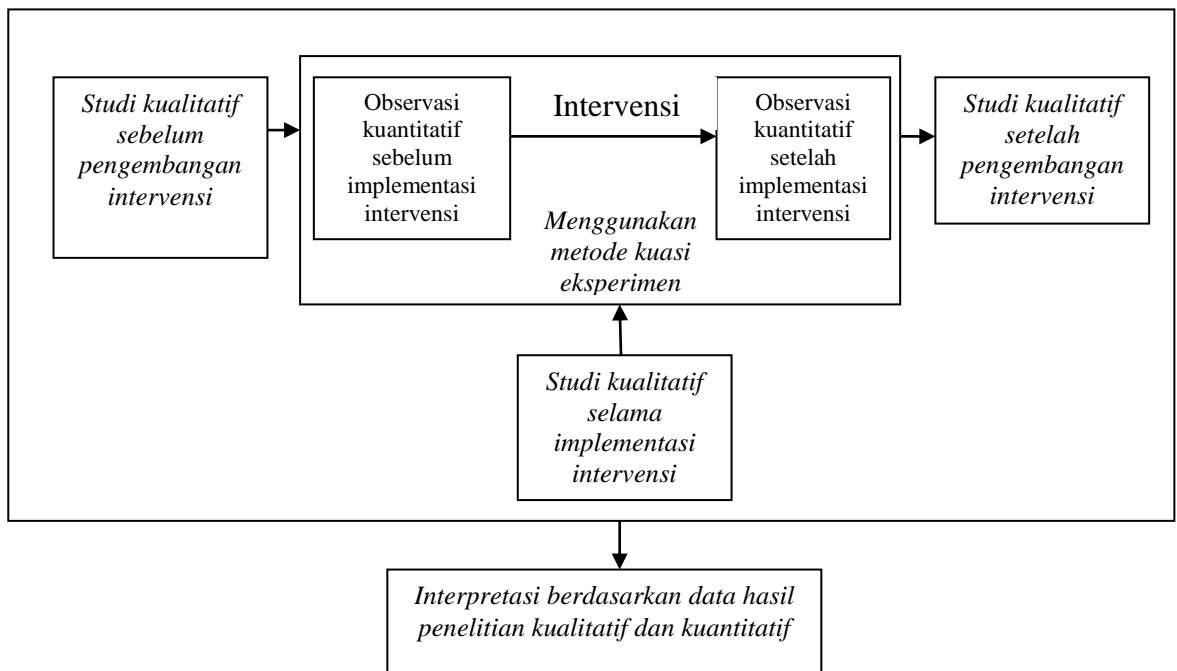 Studi kualitatif
sebelum
pengembangan
intervensi
Observasi
kuantitatif
sebelum
implementasi
intervensi
Intervensi
Observasi
kuantitatif
setelah
implementasi
intervensi
Studi kualitatif
setelah
pengembangan
intervensi
Menggunakan
metode kuasi
eksperimen
Studi kualitatif
selama
implementasi
intervensi
Interpretasi berdasarkan data hasil
penelitian kualitatif dan kuantitatif